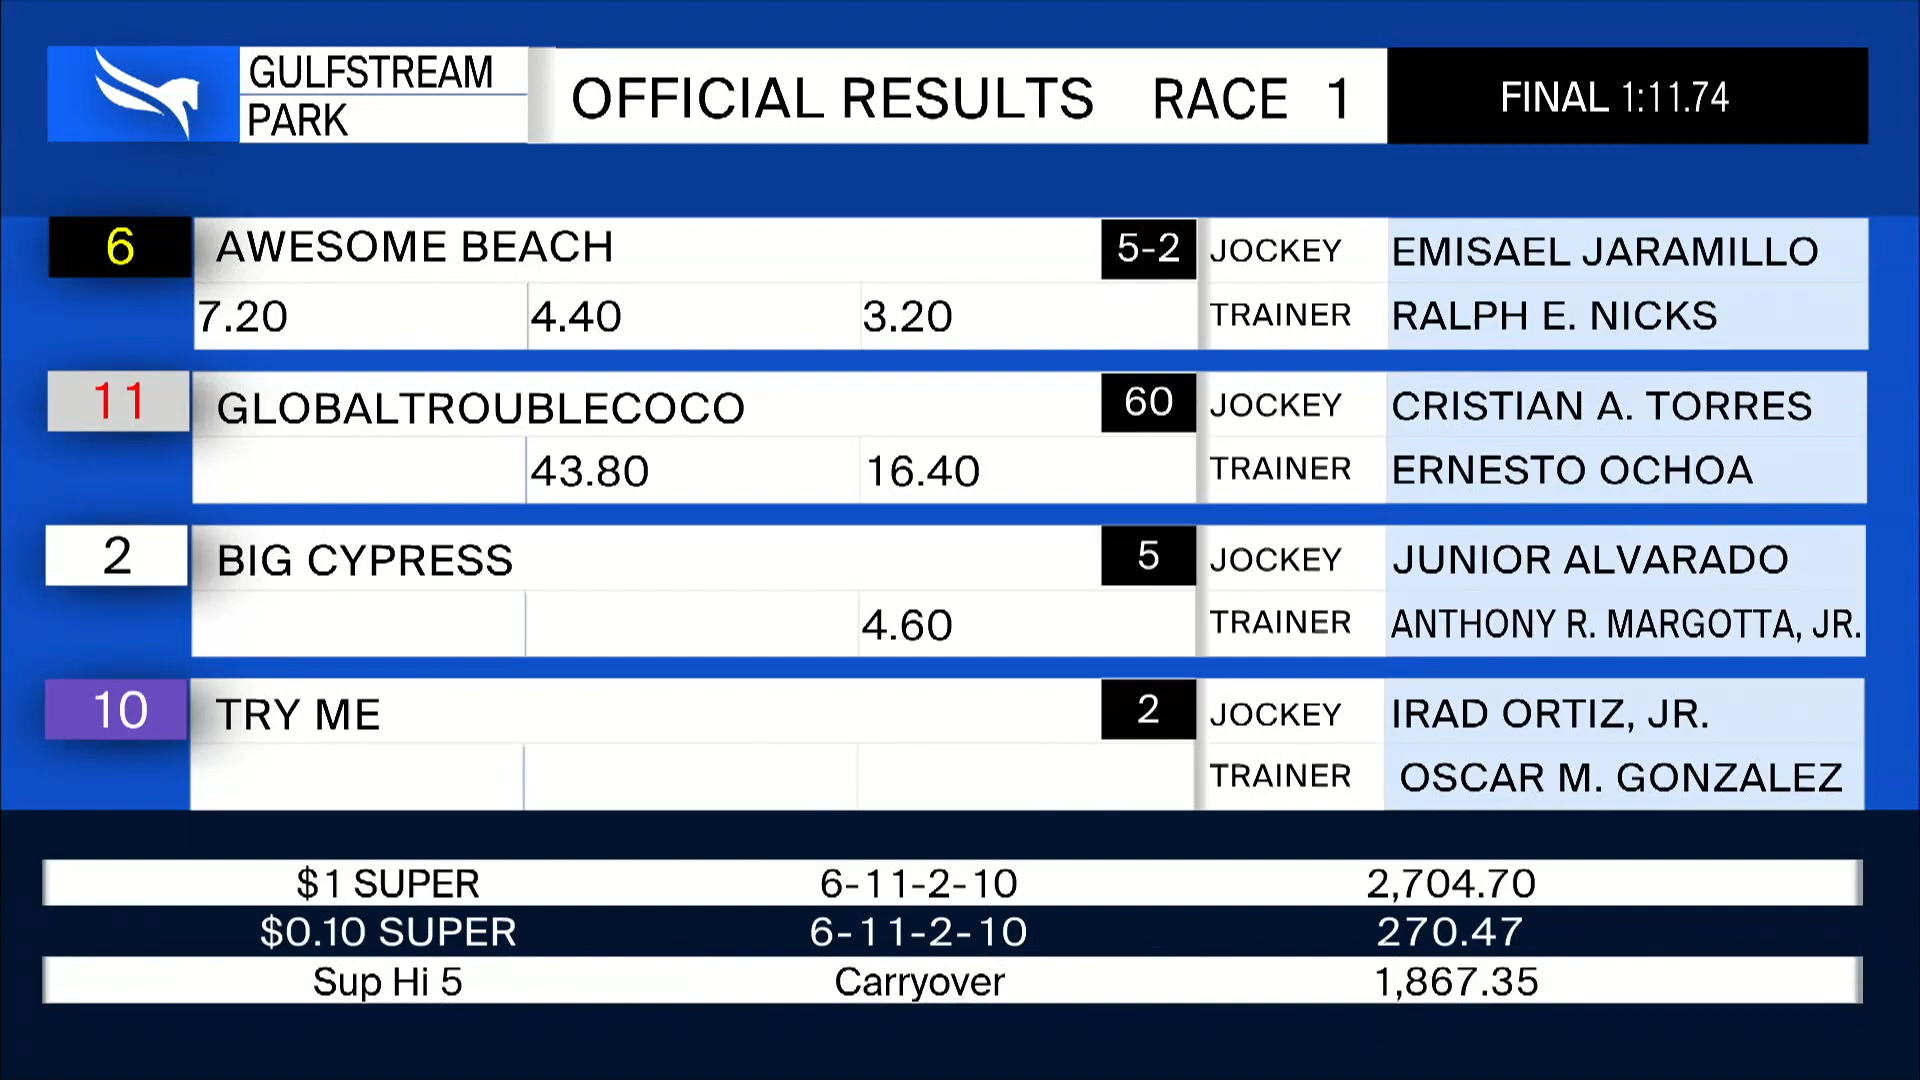 GULFSTREAM
PARK
OFFICIAL RESULTS RACE 1
FINAL 1:11.74
6 AWESOME BEACH 5-2 JOCKEY EMISAEL JARAMILLO
7.20 4.40 3.20 TRAINER RALPH E. NICKS
11 GLOBALTROUBLECOCO 60 JOCKEY CRISTIAN A. TORRES
43.80 16.40 TRAINER ERNESTO OCHOA
2 BIG CYPRESS 5 JOCKEY JUNIOR ALVARADO
4.60 TRAINER ANTHONY R. MARGOTTA, JR.
10 TRY ME 2 JOCKEY IRAD ORTIZ, JR.
TRAINER OSCAR M. GONZALEZ
$1 SUPER 6-11-2-10 2,704.70
$0.10 SUPER 6-11-2-10 270.47
Sup Hi 5 Carryover 1,867.35